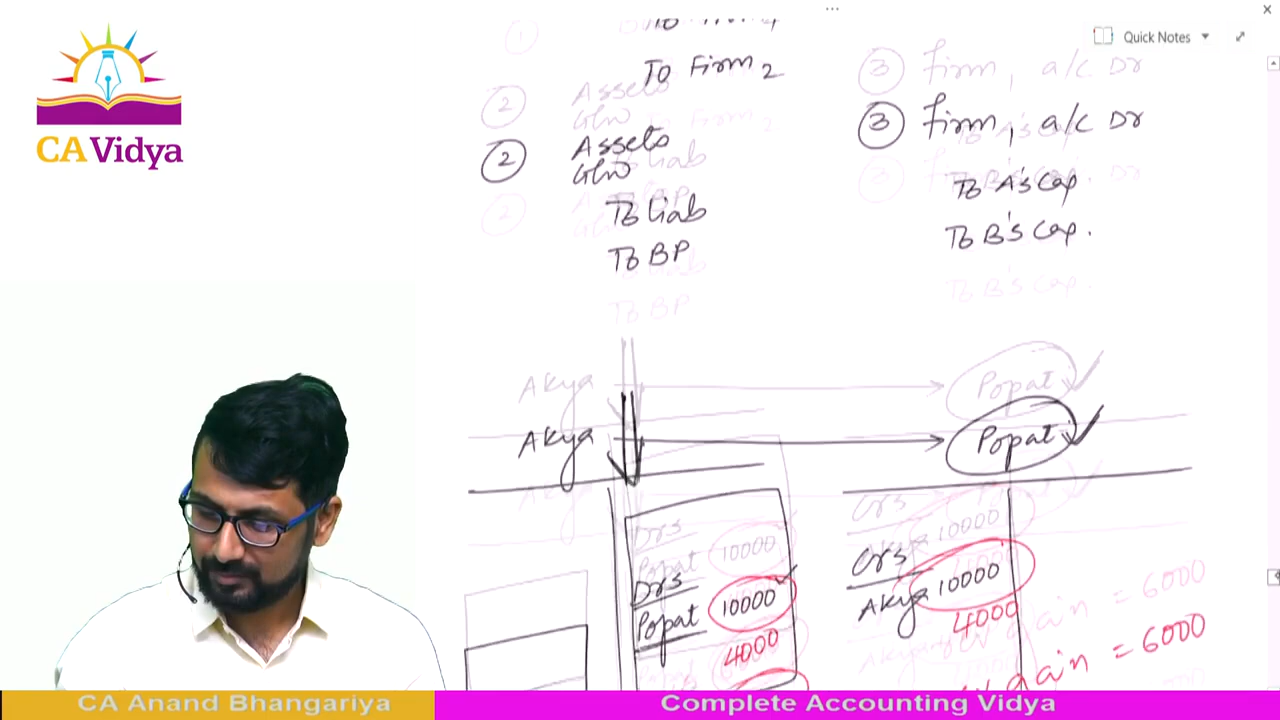 CA Vidya
Quick Notes
To Firm 2
② Assets
Glw
To Liab
To BP
③ Firm, a/c Dr
To A's Cap
To B's Cap.
Akya
Popat
Drs
Popat 10000
4000
Crs
Akya 10000
4000
gain = 6000
CA Anand Bhangariya
Complete Accounting Vidya